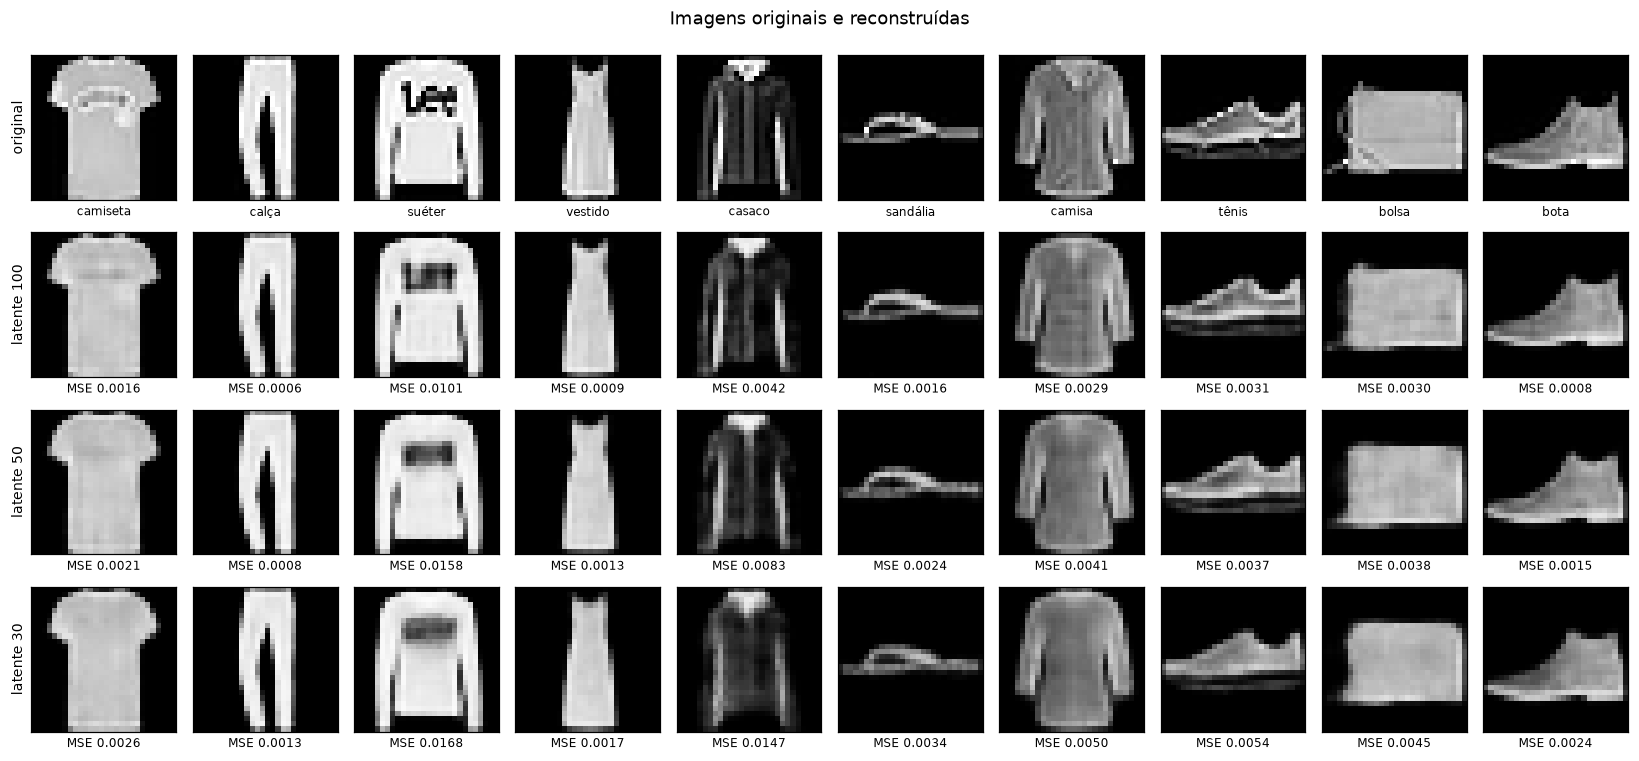 Imagens originais e reconstruídas
original
Lee
camiseta calça suéter vestido casaco sandália camisa tênis bolsa bota
latente 100
MSE 0.0016 MSE 0.0006 MSE 0.0101 MSE 0.0009 MSE 0.0042 MSE 0.0016 MSE 0.0029 MSE 0.0031 MSE 0.0030 MSE 0.0008
latente 50
MSE 0.0021 MSE 0.0008 MSE 0.0158 MSE 0.0013 MSE 0.0083 MSE 0.0024 MSE 0.0041 MSE 0.0037 MSE 0.0038 MSE 0.0015
latente 30
MSE 0.0026 MSE 0.0013 MSE 0.0168 MSE 0.0017 MSE 0.0147 MSE 0.0034 MSE 0.0050 MSE 0.0054 MSE 0.0045 MSE 0.0024